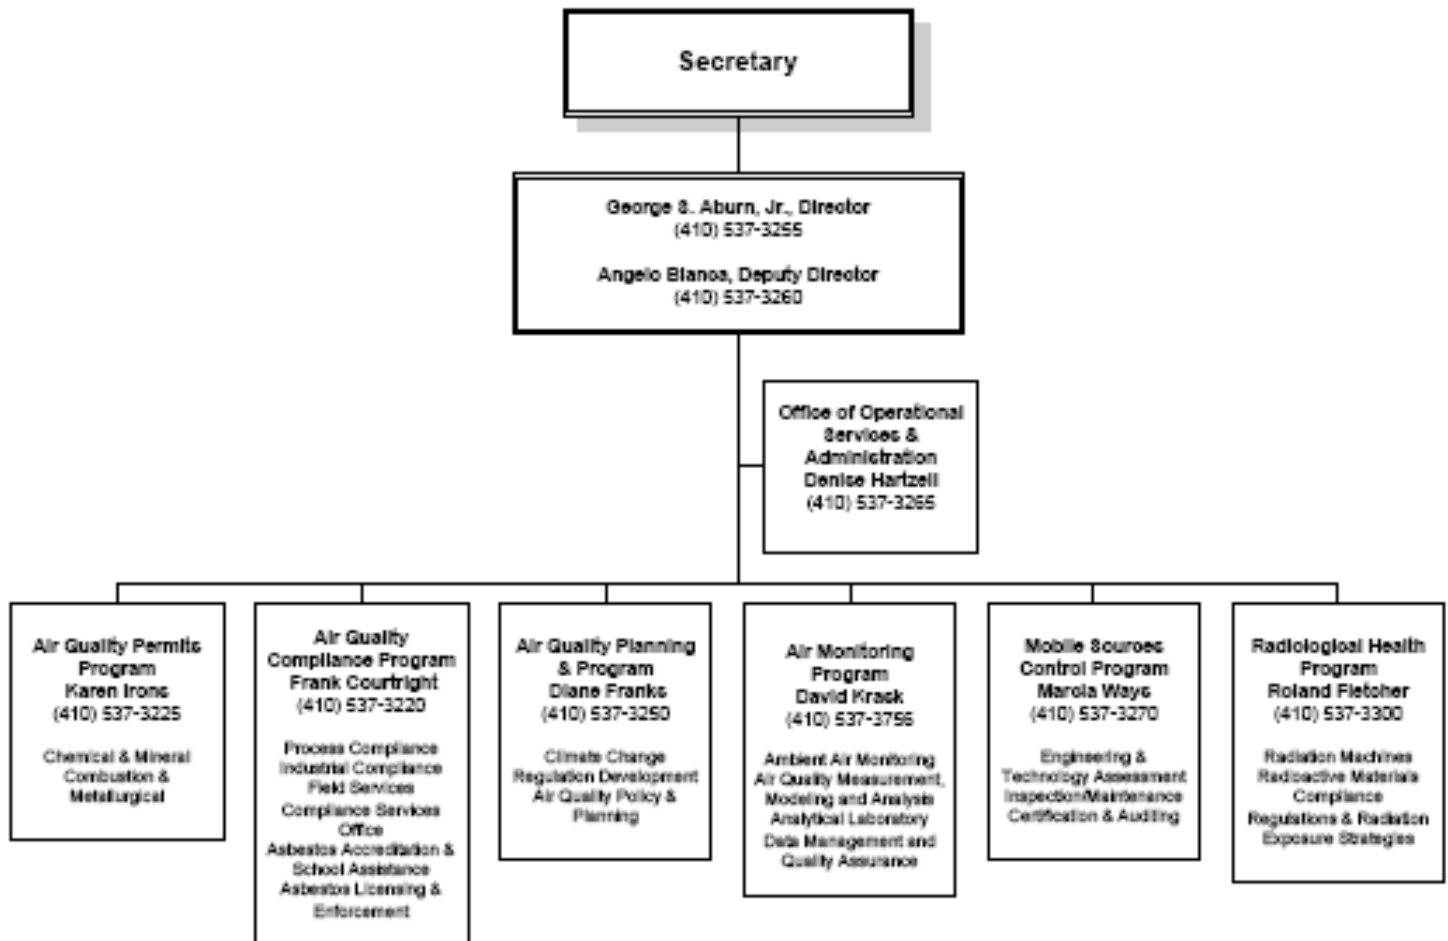 Secretary
George S. Aburn, Jr., Director
(410) 537-3255
Angelo Bianca, Deputy Director
(410) 537-3260
Office of Operational
Services &
Administration
Denise Hartzell
(410) 537-3265
Air Quality Permits
Program
Karen Irons
(410) 537-3225
Chemical & Mineral
Combustion &
Metallurgical
Air Quality
Compliance Program
Frank Courtright
(410) 537-3220
Process Compliance
Industrial Compliance
Field Services
Compliance Services
Office
Asbestos Accreditation &
School Assistance
Asbestos Licensing &
Enforcement
Air Quality Planning
& Program
Diane Franks
(410) 537-3250
Climate Change
Regulation Development
Air Quality Policy &
Planning
Air Monitoring
Program
David Krask
(410) 537-3756
Ambient Air Monitoring
Air Quality Measurement,
Modeling and Analysis
Analytical Laboratory
Data Management and
Quality Assurance
Mobile Sources
Control Program
Marcia Ways
(410) 537-3270
Engineering &
Technology Assessment
Inspection/Maintenance
Certification & Auditing
Radiological Health
Program
Roland Fletcher
(410) 537-3300
Radiation Machines
Radioactive Materials
Compliance
Regulations & Radiation
Exposure Strategies